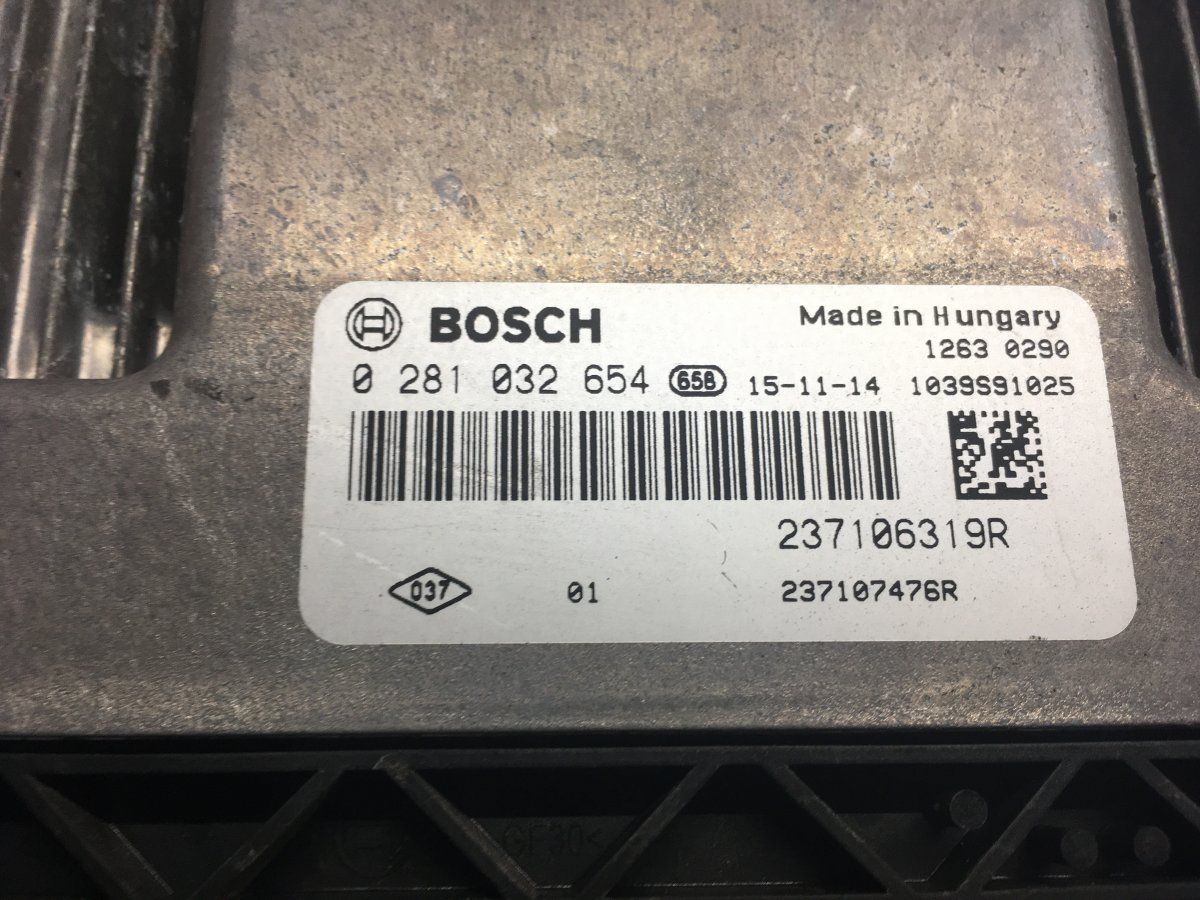 BOSCH
Made in Hungary
1263 0290
0 281 032 654 658 15-11-14 1039S91025
237106319R
037 01 237107476R
GF30<